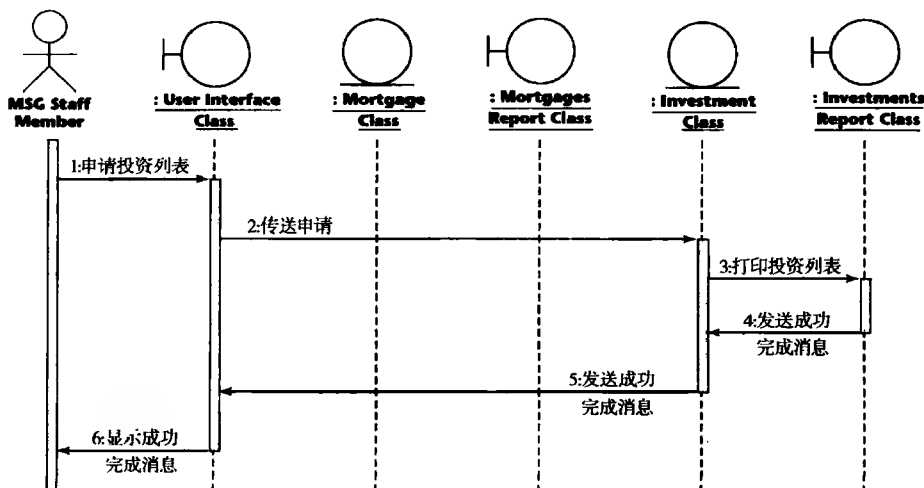 MSG Staff
Member
: User Interface
Class
: Mortgage
Class
: Mortgages
Report Class
: Investment
Class
: Investments
Report Class
1:申请投资列表
2:传送申请
3:打印投资列表
4:发送成功
完成消息
5:发送成功
完成消息
6:显示成功
完成消息